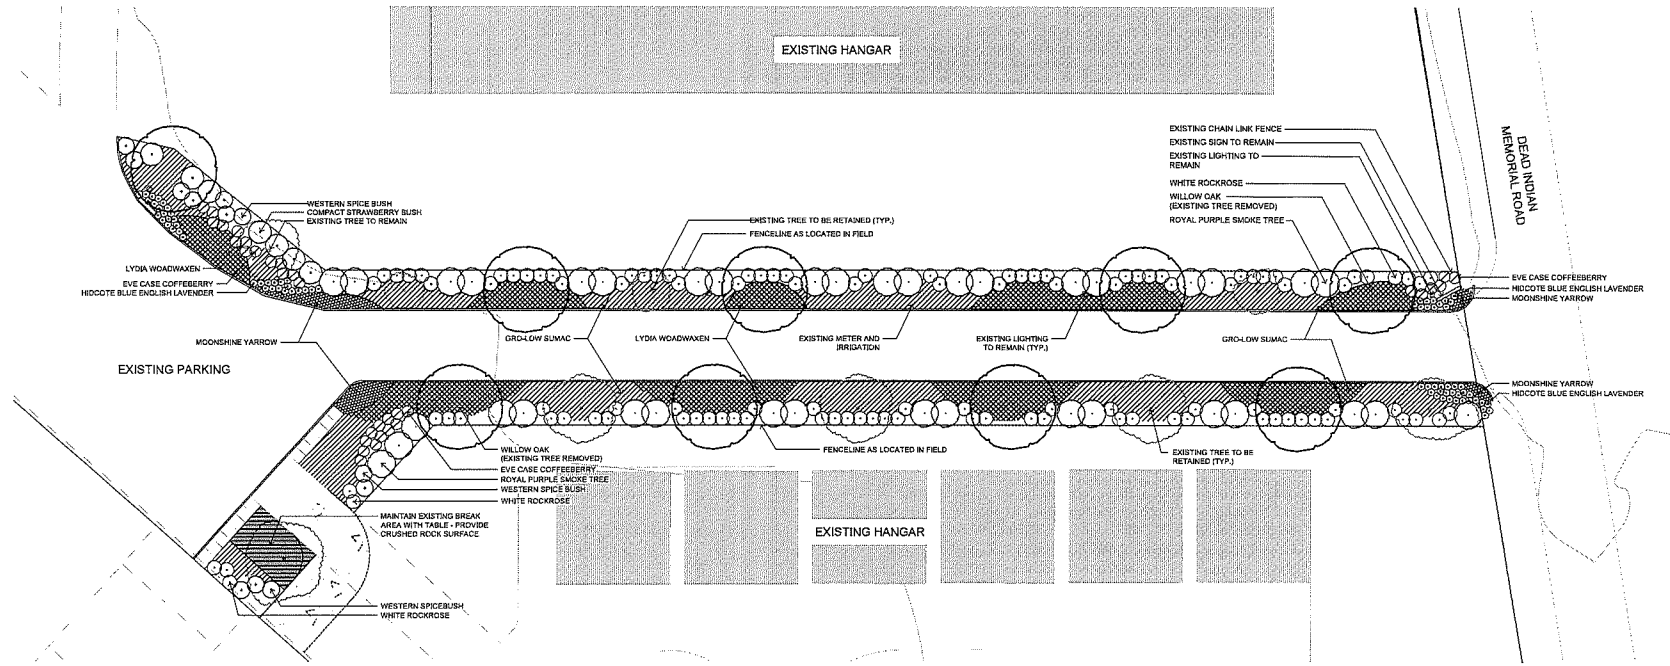 EXISTING HANGAR
EXISTING CHAIN LINK FENCE
EXISTING SIGN TO REMAIN
EXISTING LIGHTING TO
REMAIN
WHITE ROCKROSE
WILLOW OAK
(EXISTING TREE REMOVED)
ROYAL PURPLE SMOKE TREE
DEAD INDIAN
MEMORIAL ROAD
WESTERN SPICE BUSH
COMPACT STRAWBERRY BUSH
EXISTING TREE TO REMAIN
EXISTING TREE TO BE RETAINED (TYP.)
FENCELINE AS LOCATED IN FIELD
LYDIA WOADWAXEN
EVE CASE COFFEEBERRY
HIDCOTE BLUE ENGLISH LAVENDER
EVE CASE COFFEEBERRY
HIDCOTE BLUE ENGLISH LAVENDER
MOONSHINE YARROW
MOONSHINE YARROW
GRO-LOW SUMAC
LYDIA WOADWAXEN
EXISTING METER AND
IRRIGATION
EXISTING LIGHTING
TO REMAIN (TYP.)
GRO-LOW SUMAC
EXISTING PARKING
MOONSHINE YARROW
HIDCOTE BLUE ENGLISH LAVENDER
WILLOW OAK
(EXISTING TREE REMOVED)
EVE CASE COFFEEBERRY
ROYAL PURPLE SMOKE TREE
WESTERN SPICE BUSH
WHITE ROCKROSE
FENCELINE AS LOCATED IN FIELD
EXISTING TREE TO BE
RETAINED (TYP.)
MAINTAIN EXISTING BREAK
AREA WITH TABLE - PROVIDE
CRUSHED ROCK SURFACE
EXISTING HANGAR
WESTERN SPICEBUSH
WHITE ROCKROSE